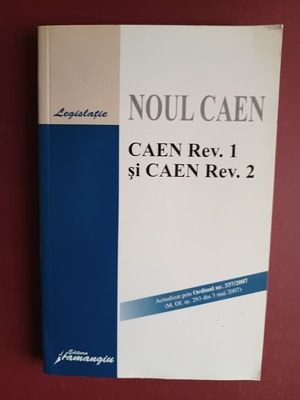 Legislație
NOUL CAEN
CAEN Rev. 1
și CAEN Rev. 2
Actualizat prin Ordinul nr. 337/2007
(M. Of. nr. 293 din 3 mai 2007)
Editura
Hamangiu